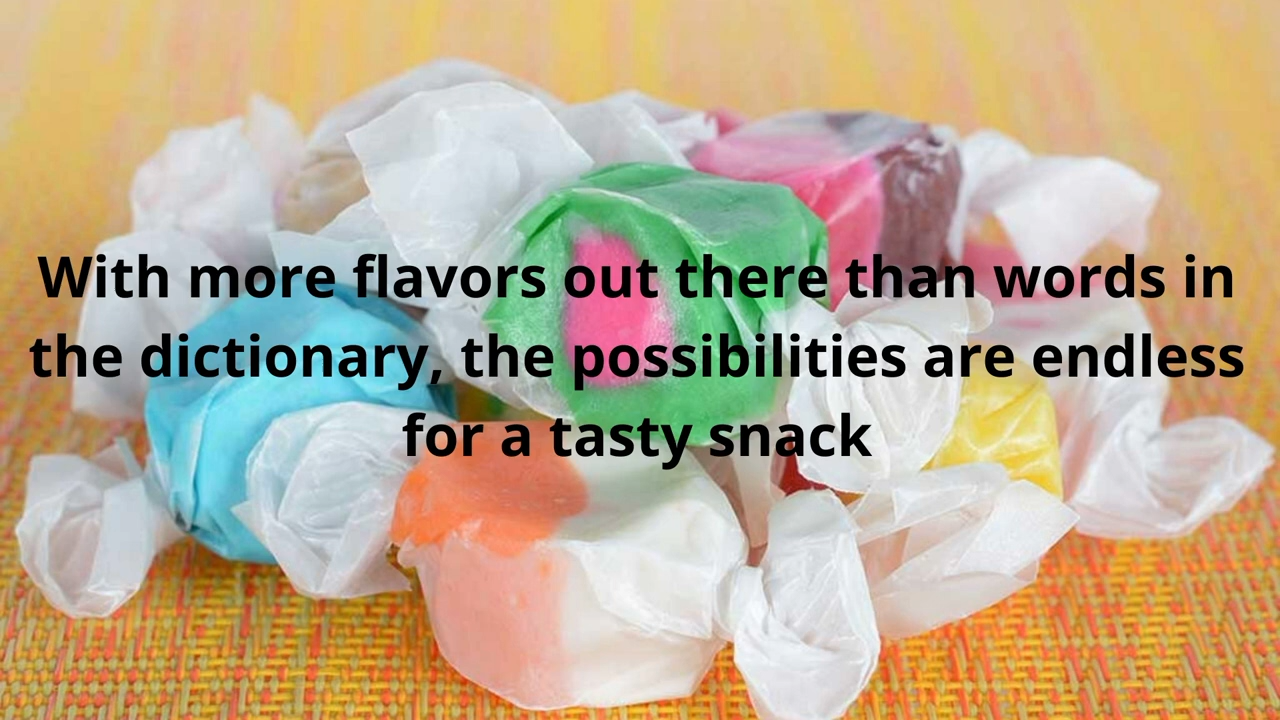 With more flavors out there than words in
the dictionary, the possibilities are endless
for a tasty snack